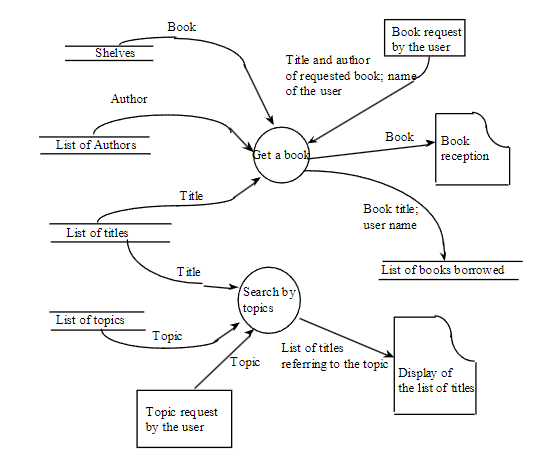 Book
Shelves
Book request
by the user
Title and author
of requested book; name
of the user
Author
List of Authors
Get a book
Book
Book
reception
Title
List of titles
Book title;
user name
List of books borrowed
Title
Search by
topics
List of topics
Topic
Topic
List of titles
referring to the topic
Display of
the list of titles
Topic request
by the user